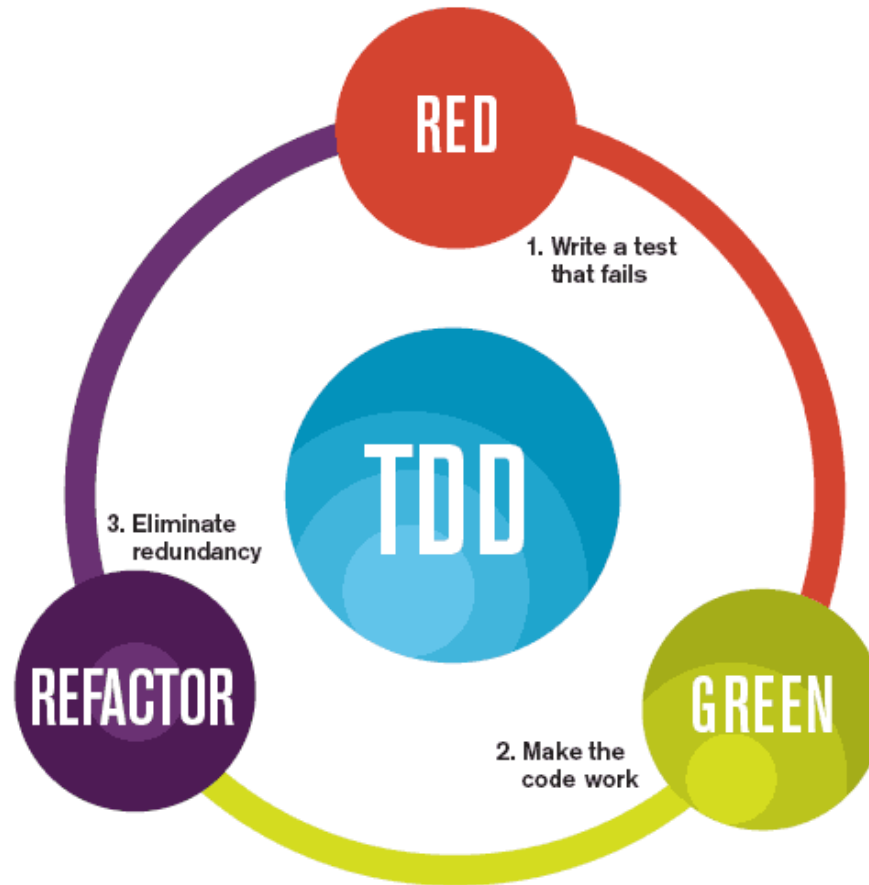 RED
1. Write a test
that fails
TDD
3. Eliminate
redundancy
REFACTOR
GREEN
2. Make the
code work